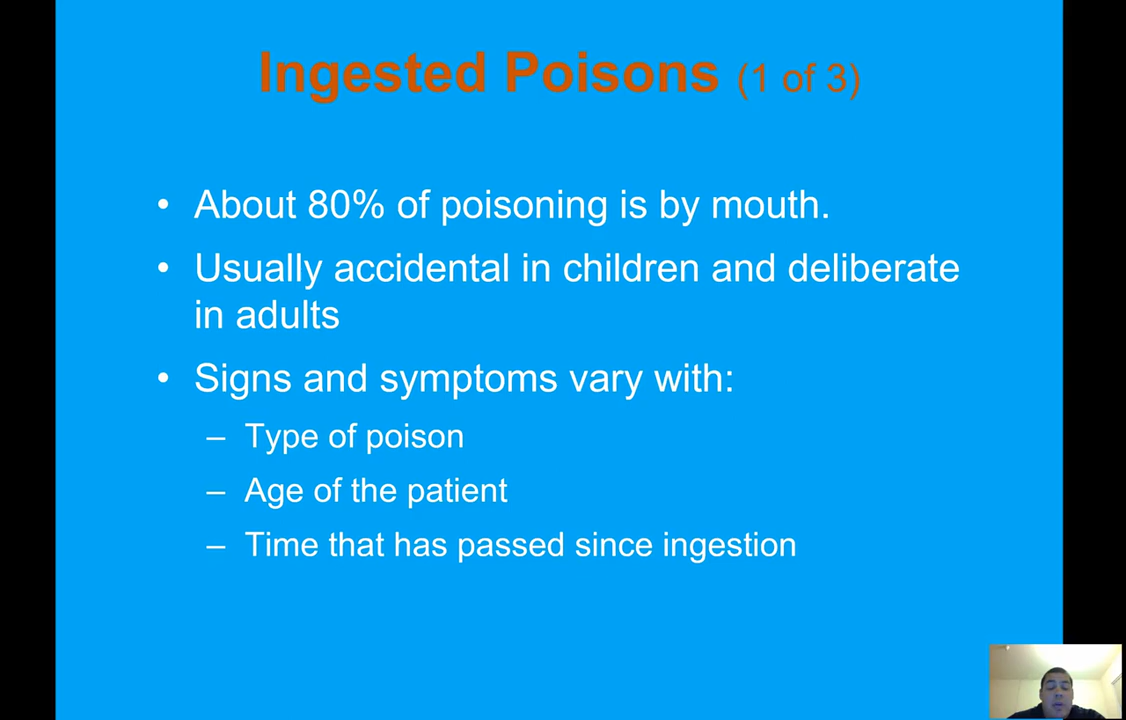 Ingested Poisons (1 of 3)
• About 80% of poisoning is by mouth.
• Usually accidental in children and deliberate
in adults
• Signs and symptoms vary with:
– Type of poison
– Age of the patient
– Time that has passed since ingestion